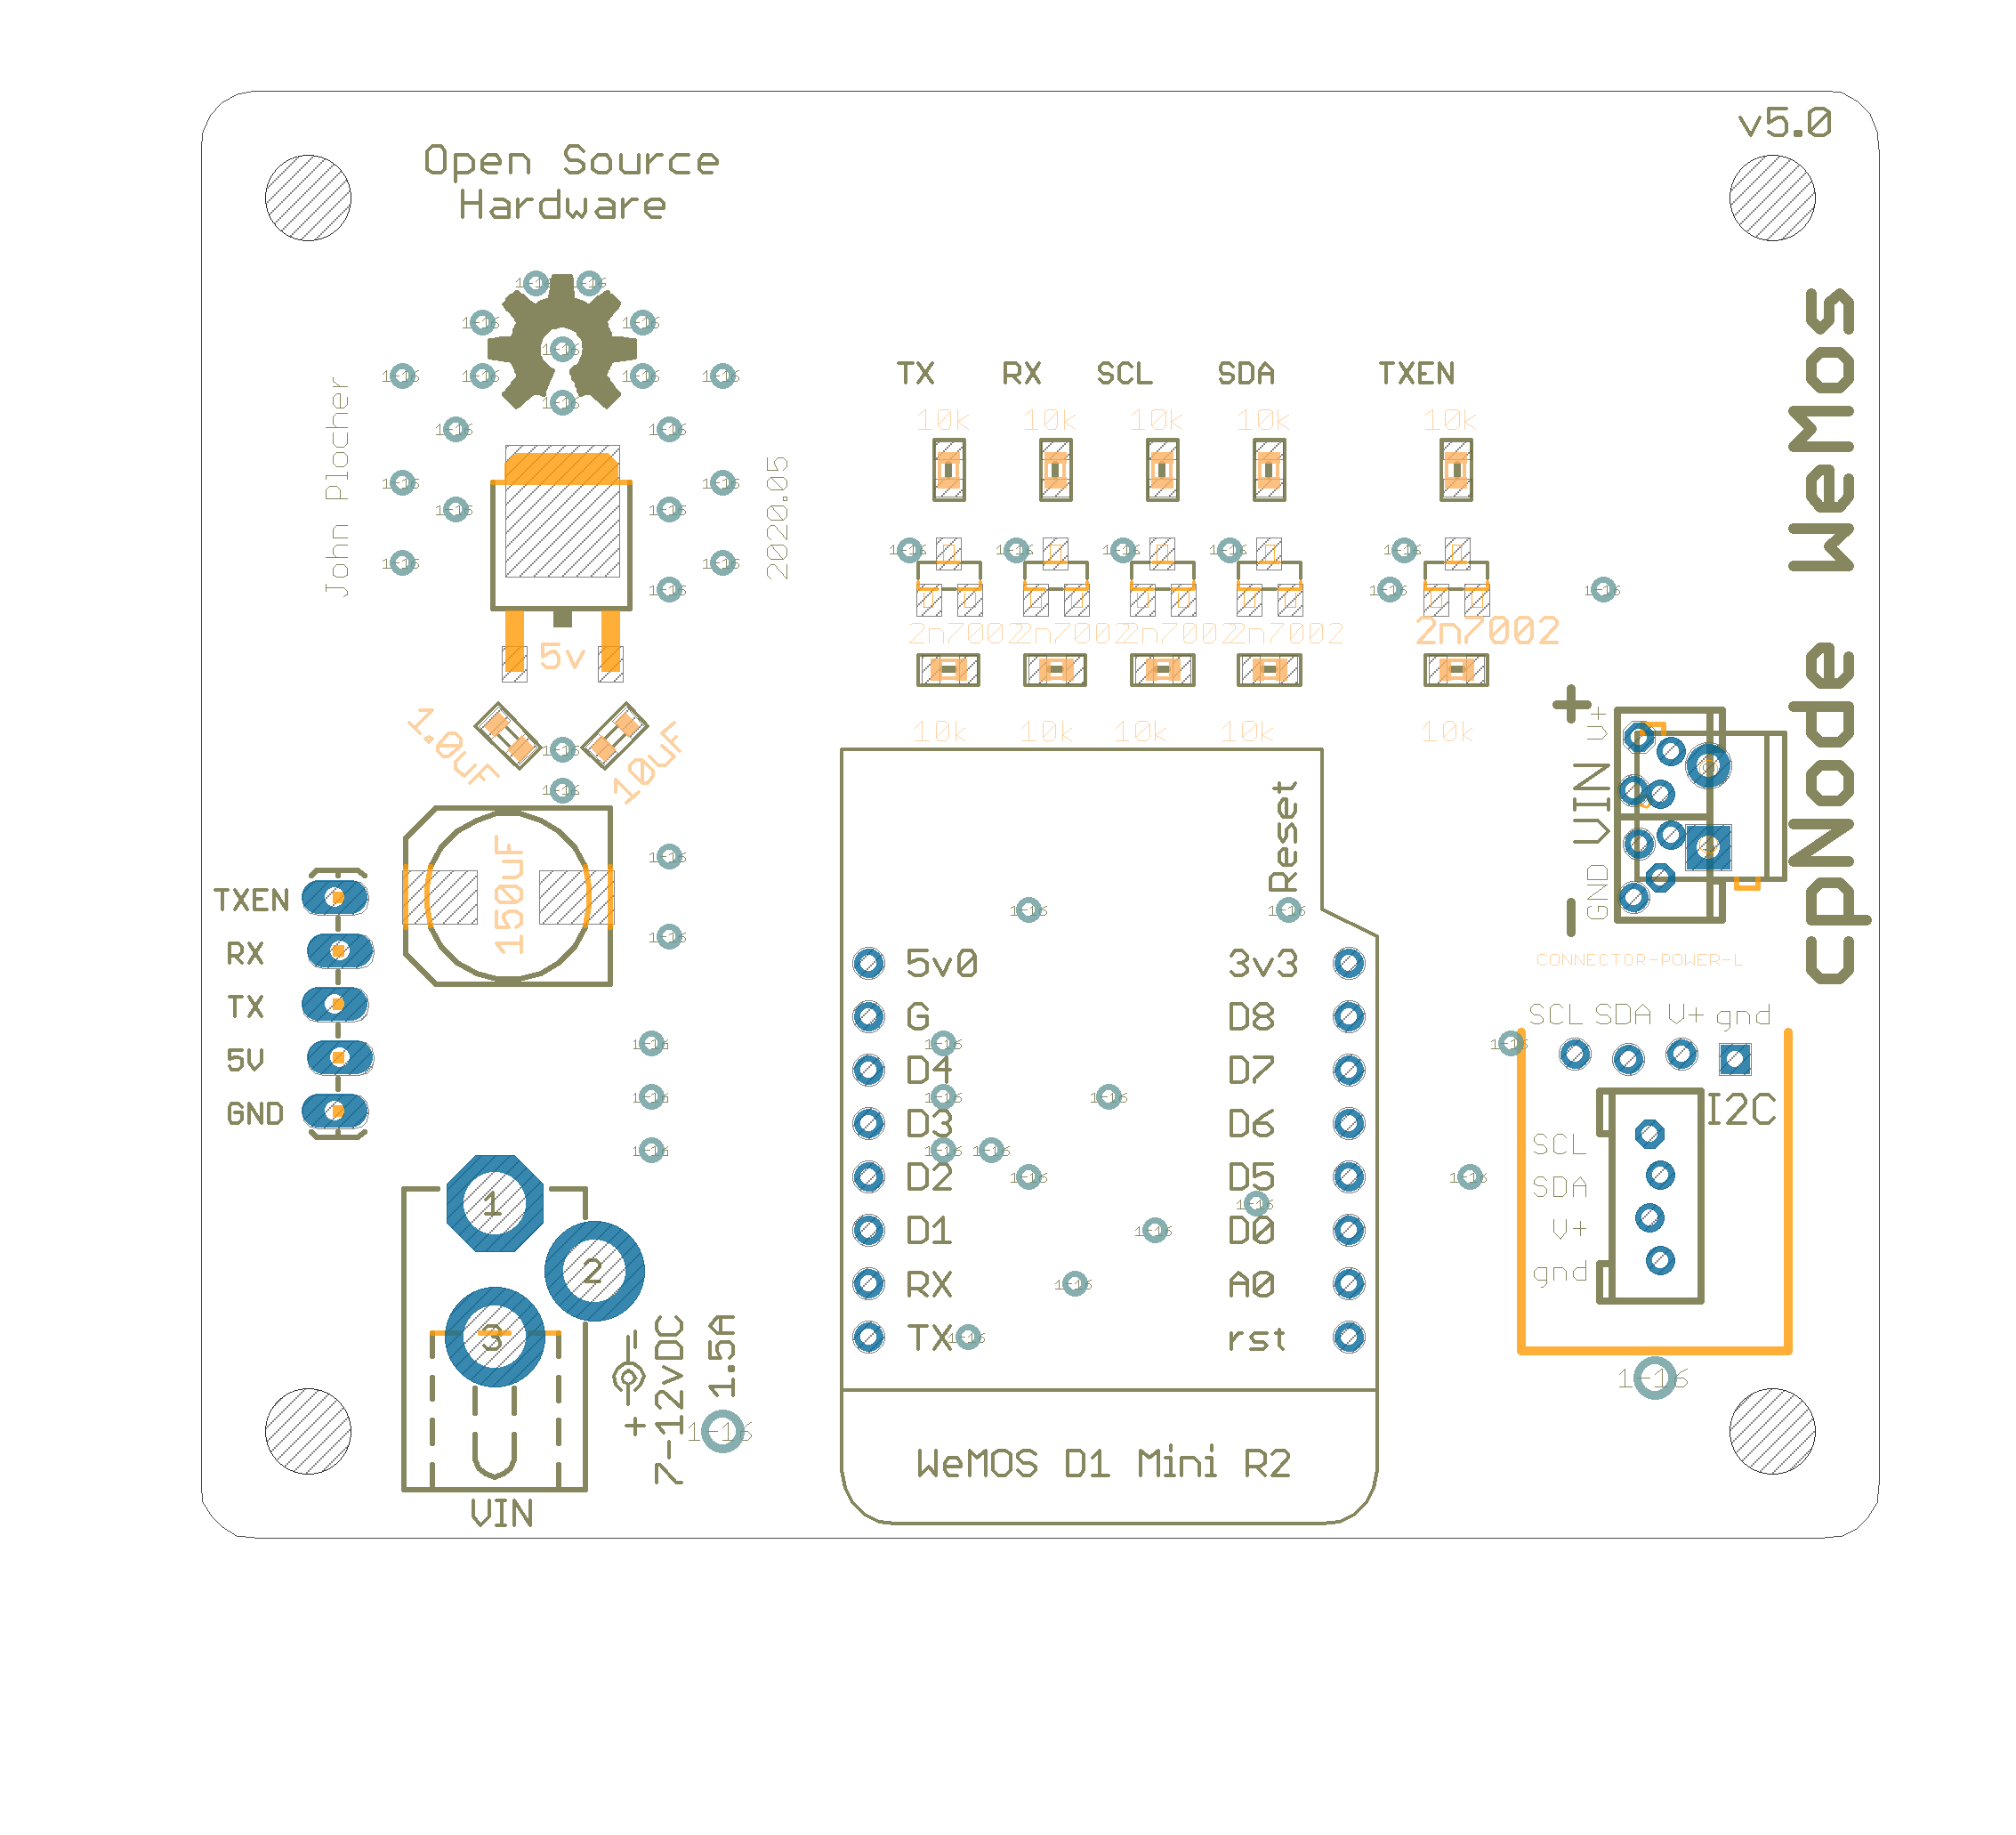 v5.0
Open Source
Hardware
cpNode WeMos
John Plocher
2020.05
TX RX SCL SDA TXEN
10k 10k 10k 10k 10k
2n7002 2n7002 2n7002 2n7002 2n7002
10k 10k 10k 10k 10k
5v
1.0uF
10uF
150uF
TXEN
RX
TX
5V
GND
1
2
3
VIN
7-12vDC
1.5A
+
-
Reset
5v0 3v3
G D8
D4 D7
D3 D6
D2 D5
D1 D0
RX A0
TX rst
WeMOS D1 Mini R2
+
V+
VIN
GND
-
CONNECTOR-POWER-L
SCL SDA V+ gnd
I2C
SCL
SDA
V+
gnd
1-16
1-16